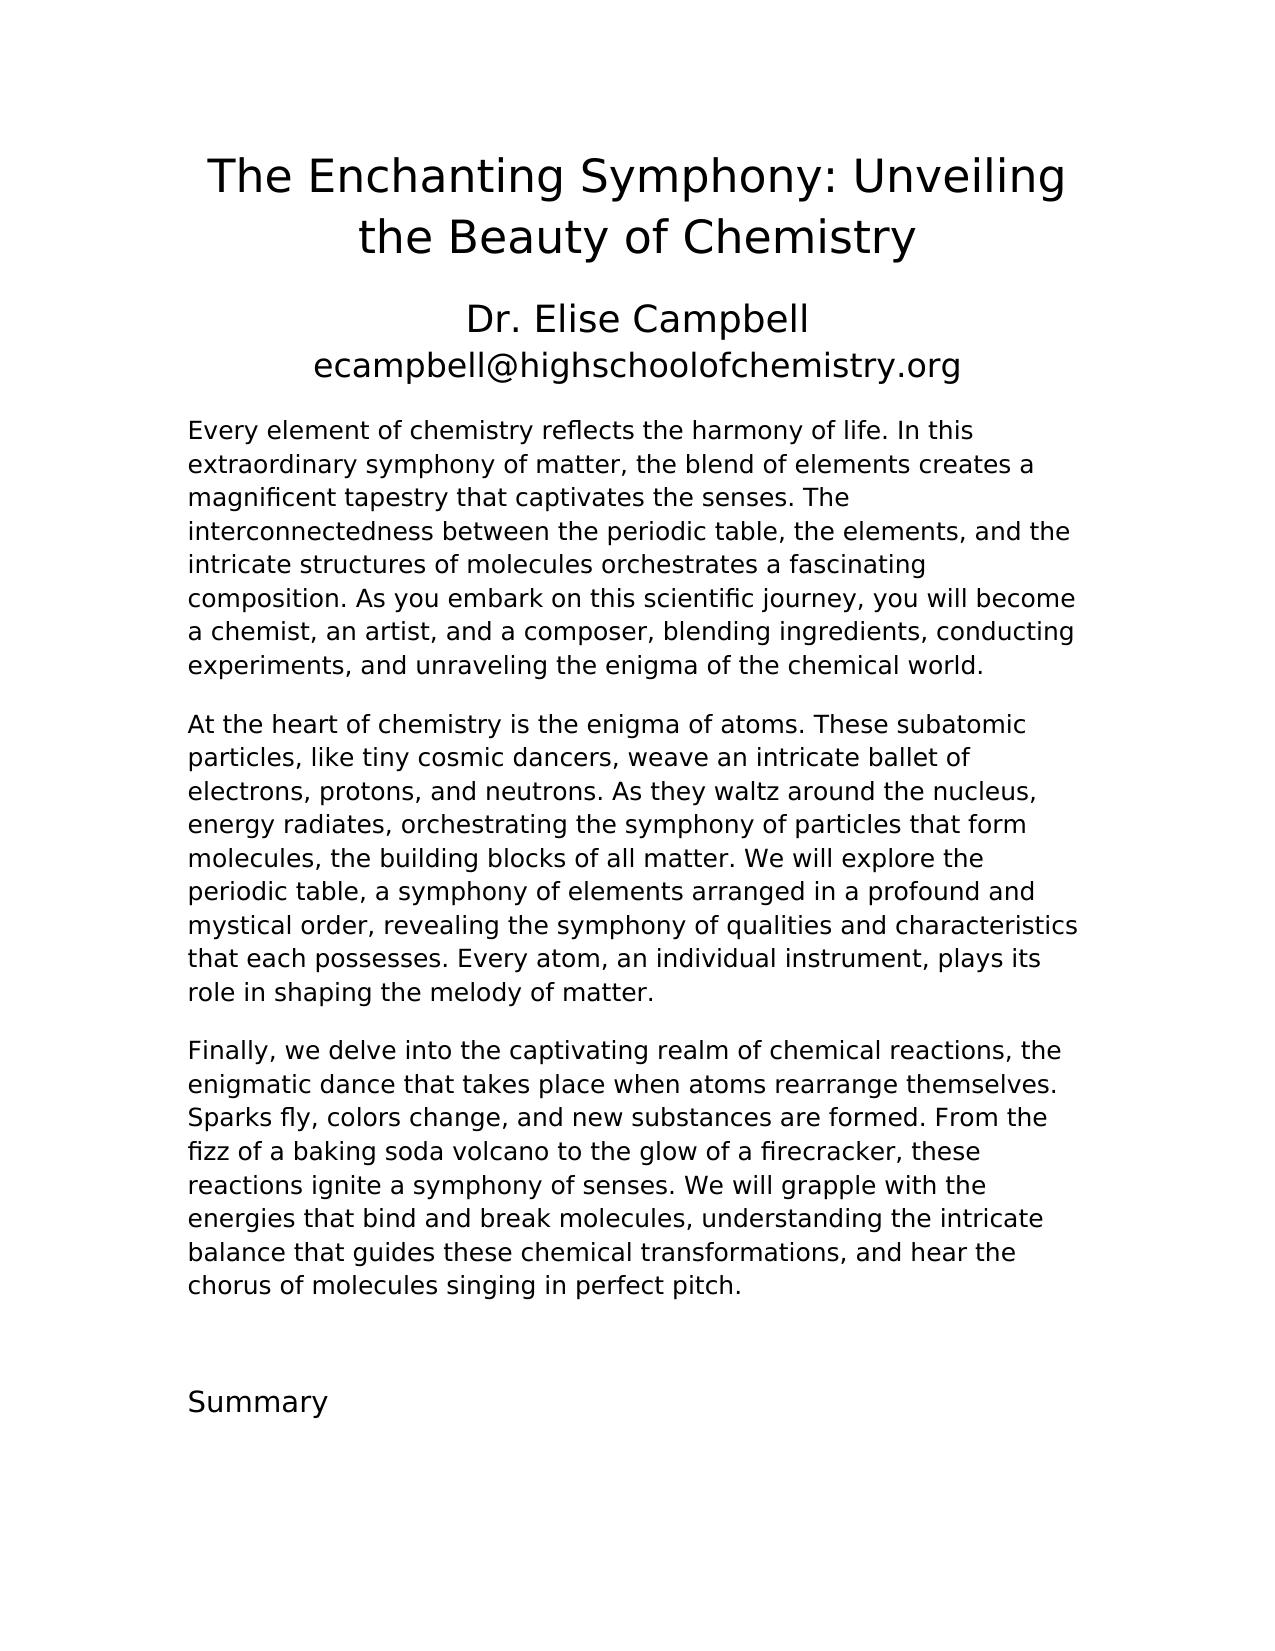 The Enchanting Symphony: Unveiling
the Beauty of Chemistry
Dr. Elise Campbell
ecampbell@highschoolofchemistry.org
Every element of chemistry reflects the harmony of life. In this
extraordinary symphony of matter, the blend of elements creates a
magnificent tapestry that captivates the senses. The
interconnectedness between the periodic table, the elements, and the
intricate structures of molecules orchestrates a fascinating
composition. As you embark on this scientific journey, you will become
a chemist, an artist, and a composer, blending ingredients, conducting
experiments, and unraveling the enigma of the chemical world.
At the heart of chemistry is the enigma of atoms. These subatomic
particles, like tiny cosmic dancers, weave an intricate ballet of
electrons, protons, and neutrons. As they waltz around the nucleus,
energy radiates, orchestrating the symphony of particles that form
molecules, the building blocks of all matter. We will explore the
periodic table, a symphony of elements arranged in a profound and
mystical order, revealing the symphony of qualities and characteristics
that each possesses. Every atom, an individual instrument, plays its
role in shaping the melody of matter.
Finally, we delve into the captivating realm of chemical reactions, the
enigmatic dance that takes place when atoms rearrange themselves.
Sparks fly, colors change, and new substances are formed. From the
fizz of a baking soda volcano to the glow of a firecracker, these
reactions ignite a symphony of senses. We will grapple with the
energies that bind and break molecules, understanding the intricate
balance that guides these chemical transformations, and hear the
chorus of molecules singing in perfect pitch.
Summary